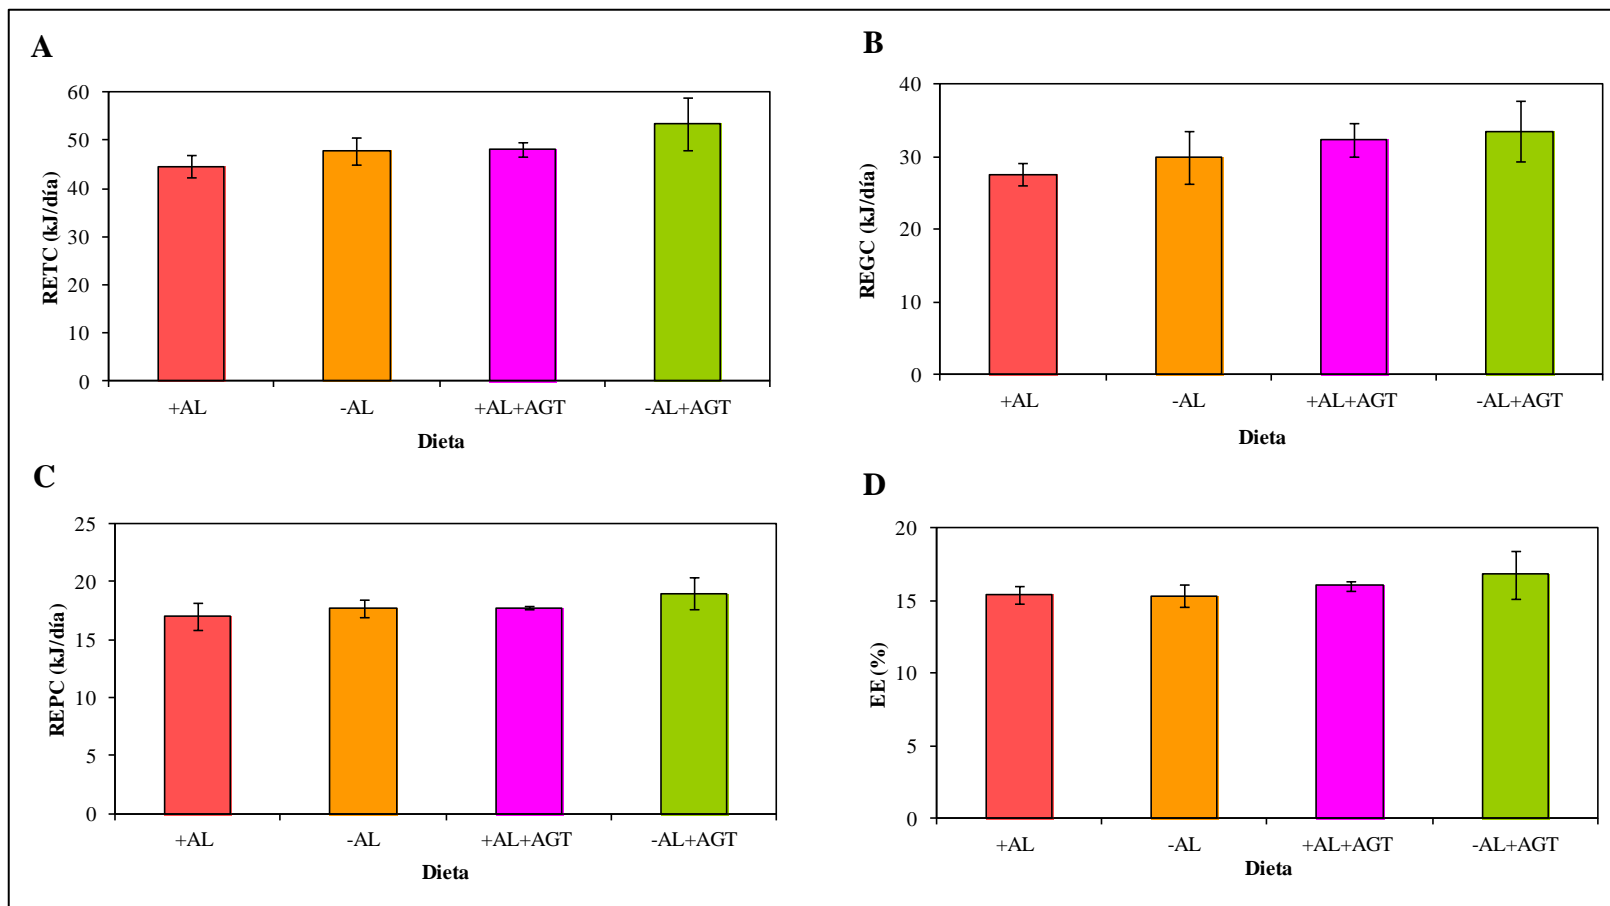 A
RETC (kJ/día)
60
50
40
30
20
10
0
+AL -AL +AL+AGT -AL+AGT
Dieta
B
REGC (kJ/día)
40
30
20
10
0
+AL -AL +AL+AGT -AL+AGT
Dieta
C
REPC (kJ/día)
25
20
15
10
5
0
+AL -AL +AL+AGT -AL+AGT
Dieta
D
EE (%)
20
15
10
5
0
+AL -AL +AL+AGT -AL+AGT
Dieta